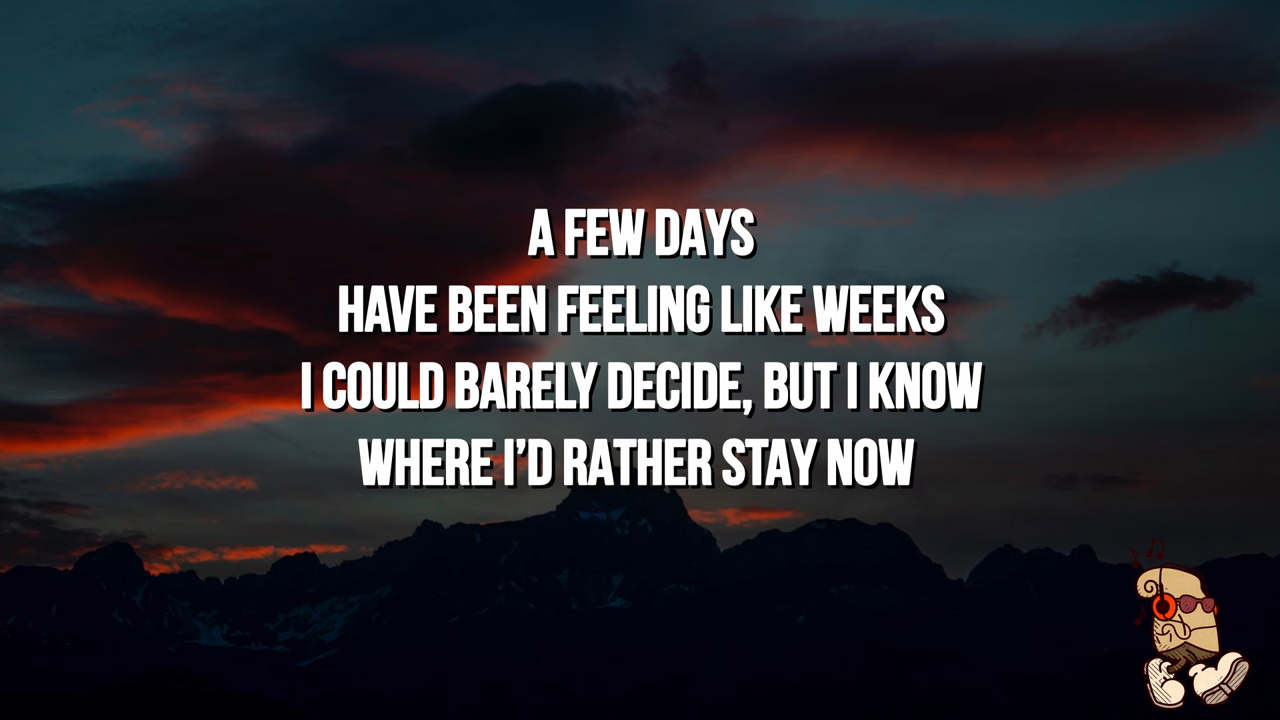 A FEW DAYS
HAVE BEEN FEELING LIKE WEEKS
I COULD BARELY DECIDE, BUT I KNOW
WHERE I’D RATHER STAY NOW